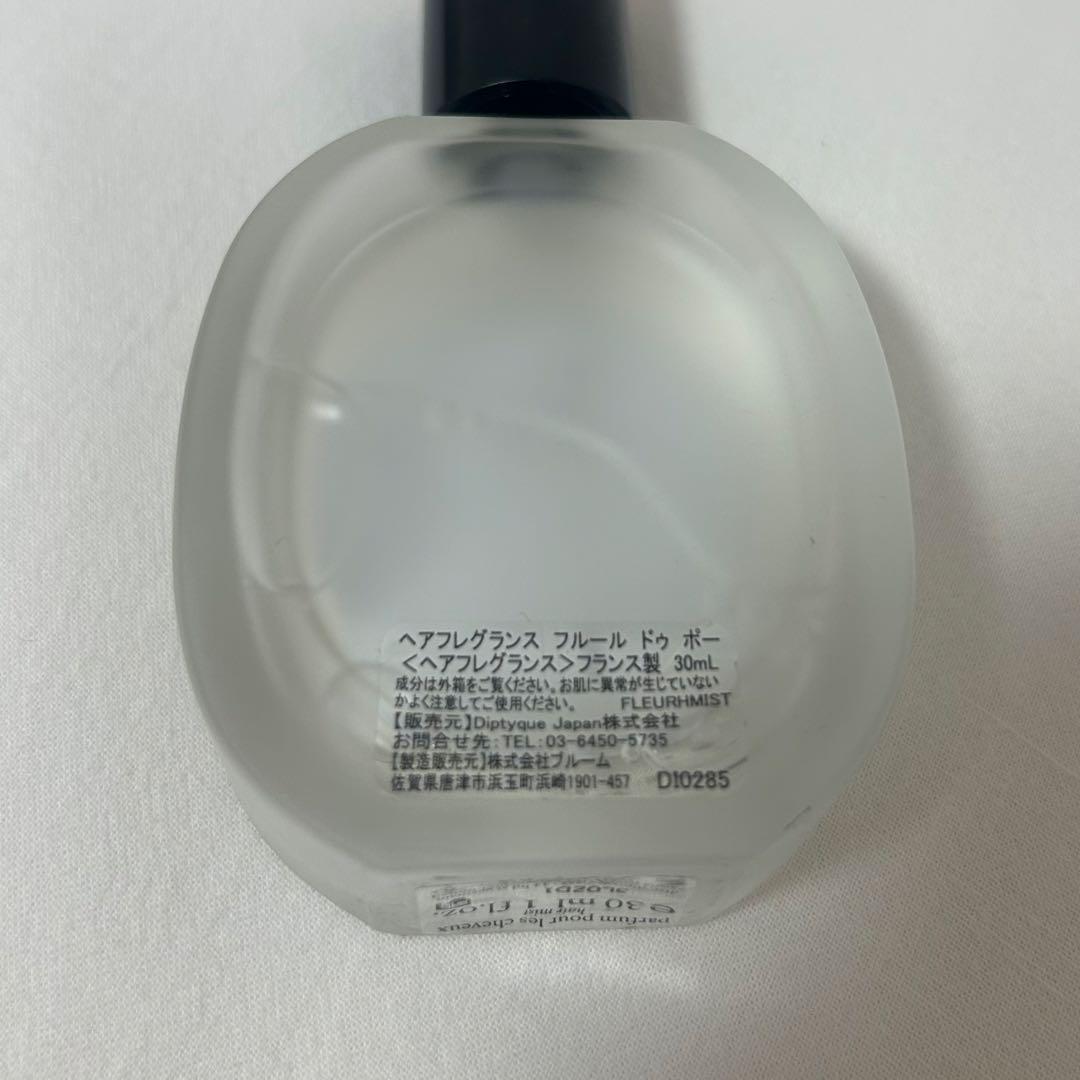 ヘアフレグランス フルール ドゥ ポー
<ヘアフレグランス>フランス製 30mL
成分は外箱をご覧ください。お肌に異常が生じていない
かよく注意してご使用ください。 FLEURHMIST
【販売元】Diptyque Japan株式会社
お問合せ先:TEL:03-6450-5735
【製造販売元】株式会社ブルーム
佐賀県唐津市浜玉町浜崎1901-457 DI0285
parfum pour les cheveux
hair mist
℮30 ml 1 fl.oz.